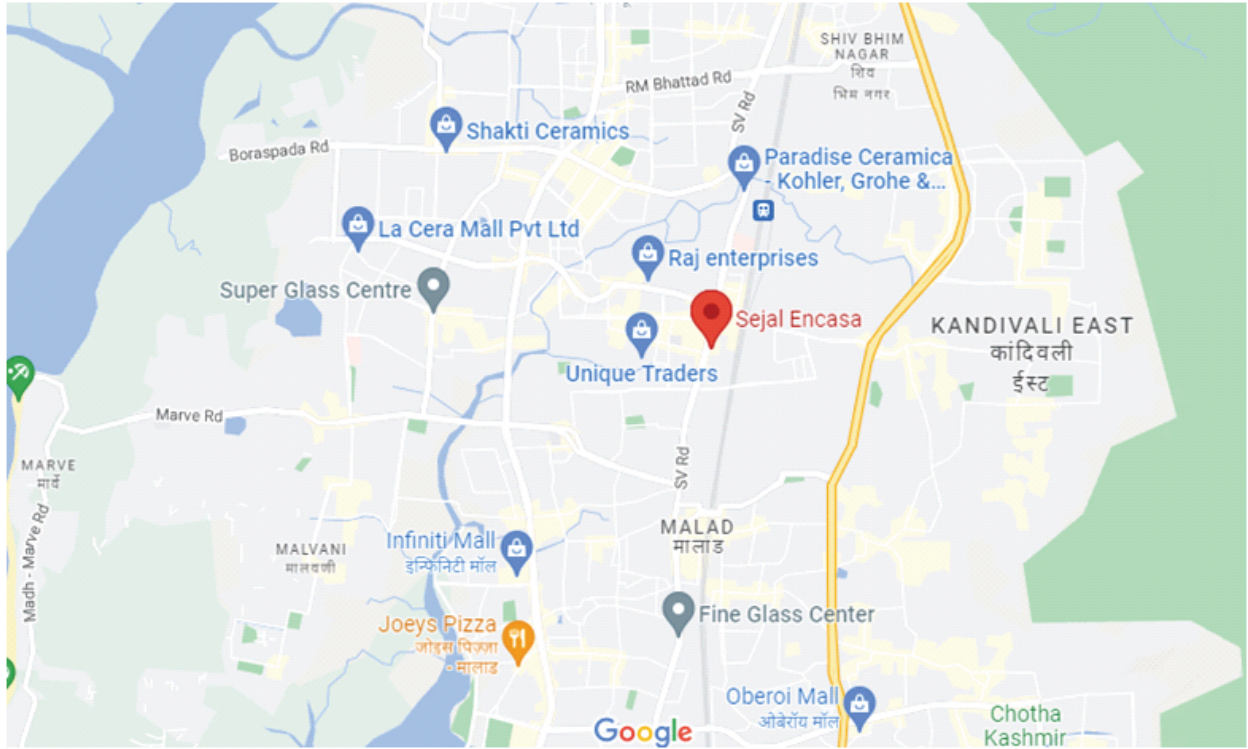 SHIV BHIM
NAGAR
शिव
भिम नगर
RM Bhattad Rd
SV Rd
Shakti Ceramics
Boraspada Rd
Paradise Ceramica
- Kohler, Grohe &...
La Cera Mall Pvt Ltd
Raj enterprises
Super Glass Centre
Sejal Encasa
KANDIVALI EAST
कांदिवली
ईस्ट
Unique Traders
Marve Rd
MARVE
मार्वे
SV Rd
Madh - Marve Rd
MALAD
मालाड
Infiniti Mall
इन्फिनिटी मॉल
MALVANI
मालवणी
Fine Glass Center
Joeys Pizza
जोइस पिज़्ज़ा
- मालाड
Oberoi Mall
ओबेरॉय मॉल
Chotha
Kashmir
Google